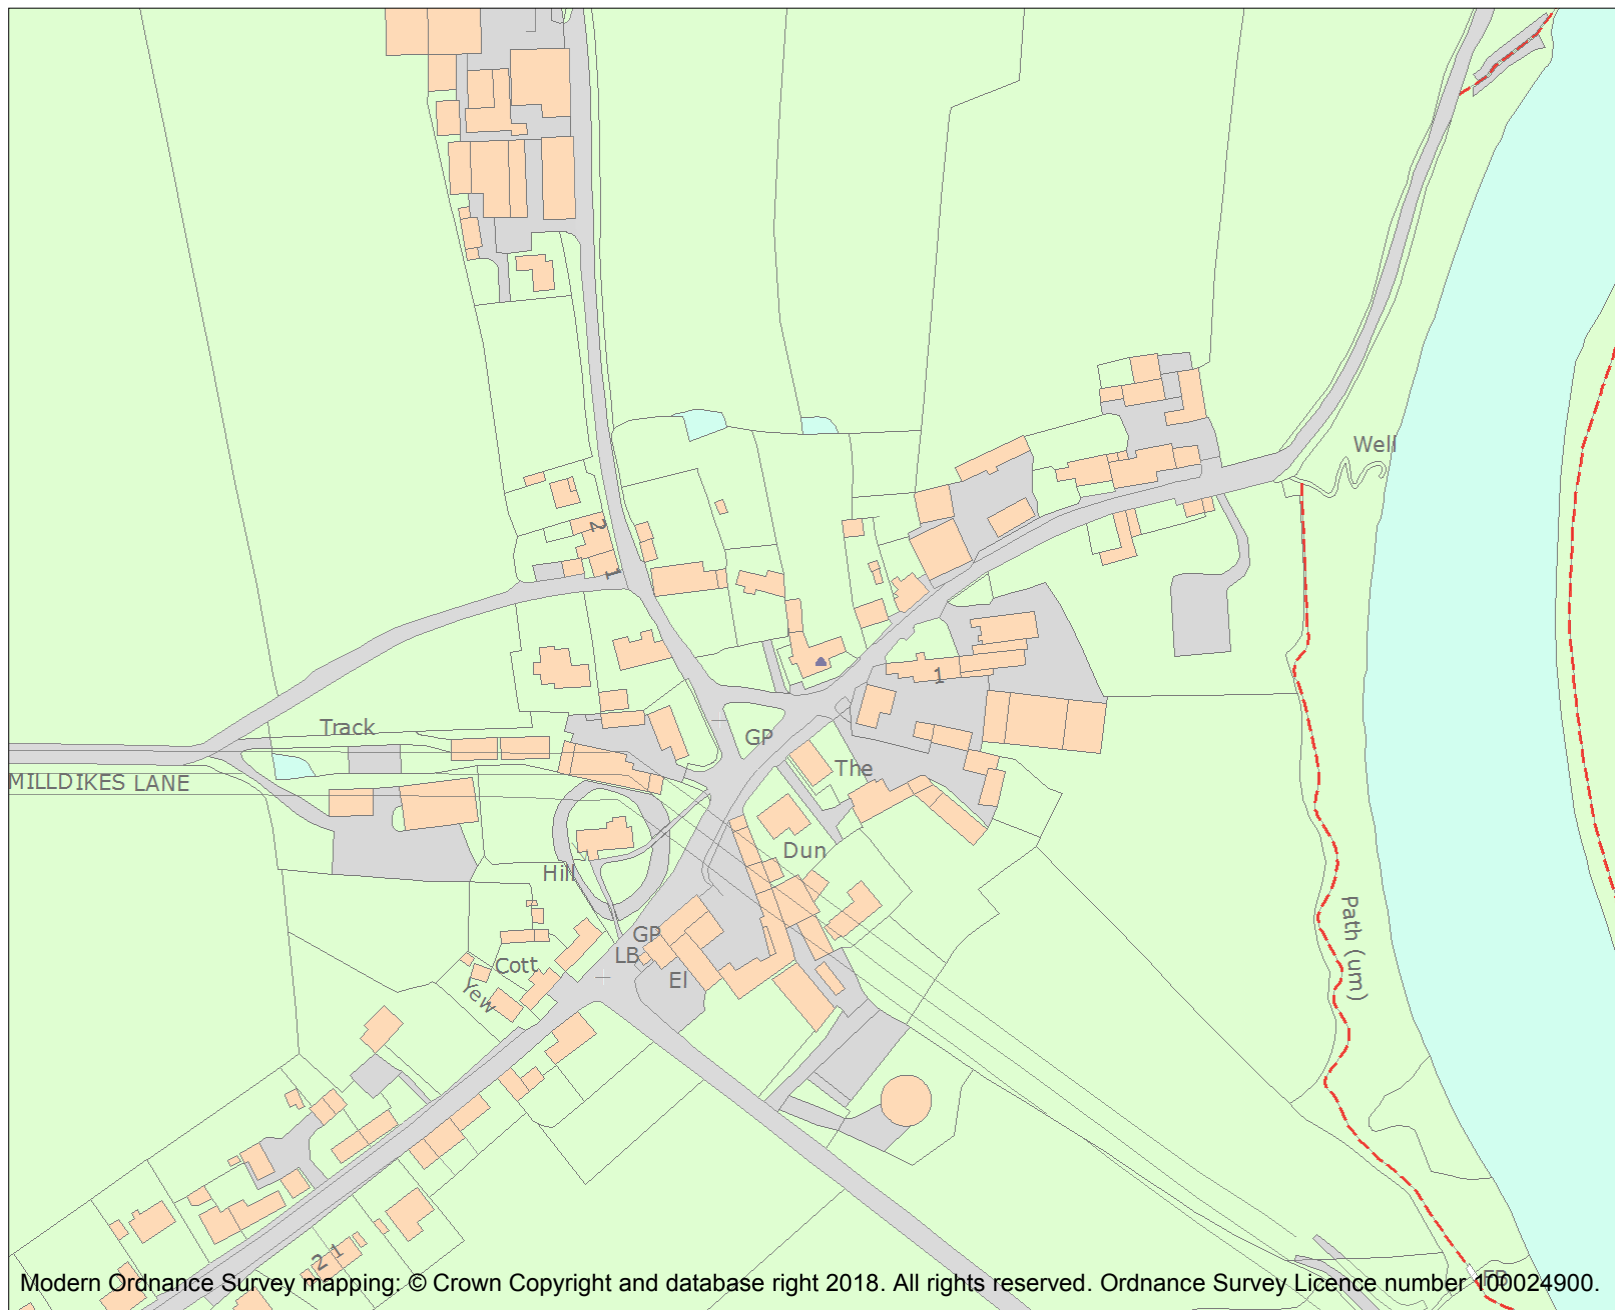 Well
2
1
1
Track
GP
The
MILLDIKES LANE
Dun
Hill
Path (um)
GP
LB
Cott
El
Yew
2 1
FB
Modern Ordnance Survey mapping: © Crown Copyright and database right 2018. All rights reserved. Ordnance Survey Licence number 100024900.